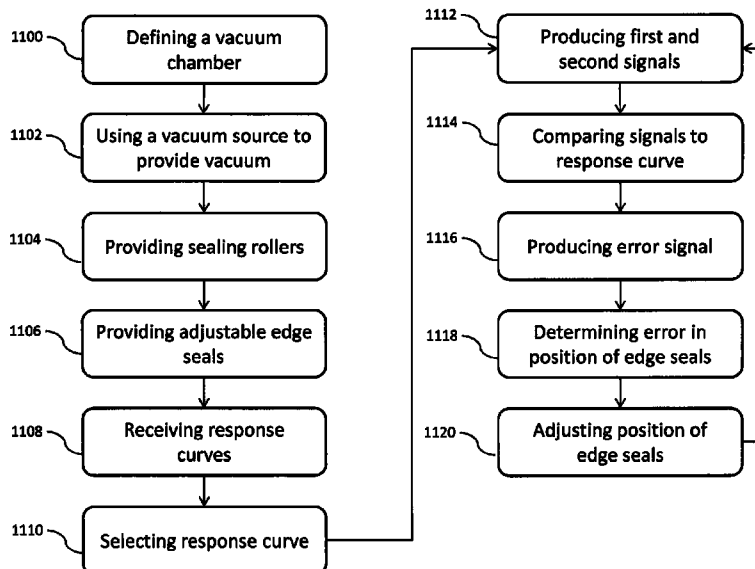 1100
Defining a vacuum
chamber
1102
Using a vacuum source to
provide vacuum
1104
Providing sealing rollers
1106
Providing adjustable edge
seals
1108
Receiving response
curves
1110
Selecting response curve
1112
Producing first and
second signals
1114
Comparing signals to
response curve
1116
Producing error signal
1118
Determining error in
position of edge seals
1120
Adjusting position of
edge seals